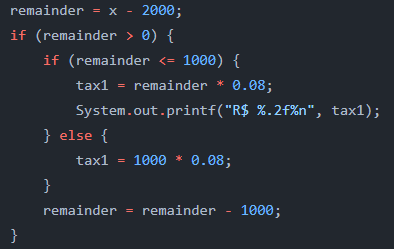 remainder = x - 2000;
if (remainder > 0) {
    if (remainder <= 1000) {
        tax1 = remainder * 0.08;
        System.out.printf("R$ %.2f%n", tax1);
    } else {
        tax1 = 1000 * 0.08;
    }
    remainder = remainder - 1000;
}